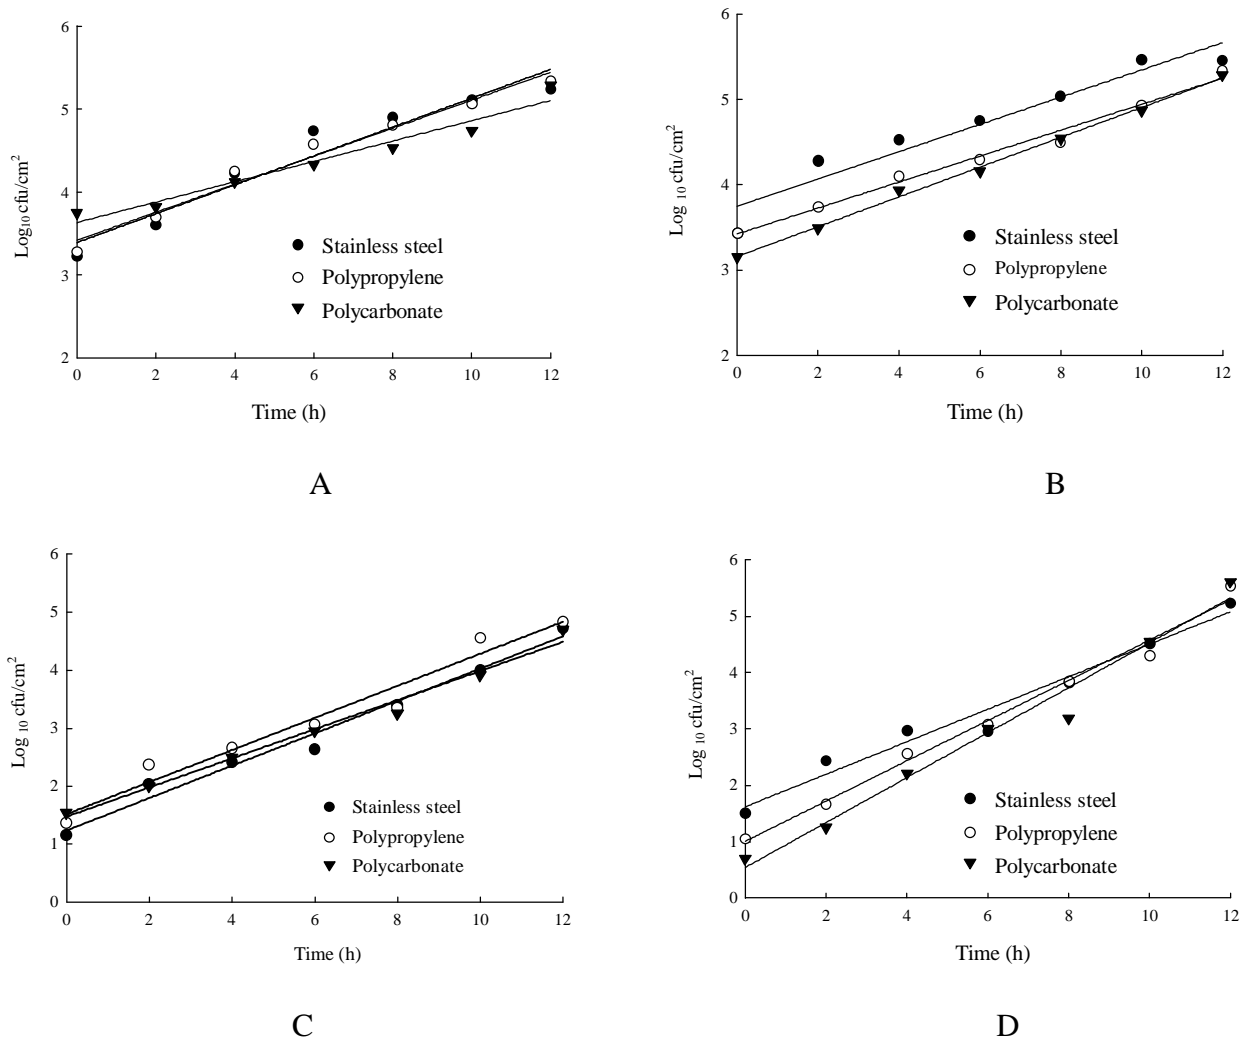 6
5
4
3
2
Log10 cfu/cm2
0 2 4 6 8 10 12
Time (h)
Stainless steel
Polypropylene
Polycarbonate
A
6
5
4
3
2
Log 10 cfu/cm2
0 2 4 6 8 10 12
Time (h)
Stainless steel
Polypropylene
Polycarbonate
B
6
5
4
3
2
1
0
Log 10 cfu/cm2
0 2 4 6 8 10 12
Time (h)
Stainless steel
Polypropylene
Polycarbonate
C
6
5
4
3
2
1
0
Log 10 cfu/cm2
0 2 4 6 8 10 12
Time (h)
Stainless steel
Polypropylene
Polycarbonate
D